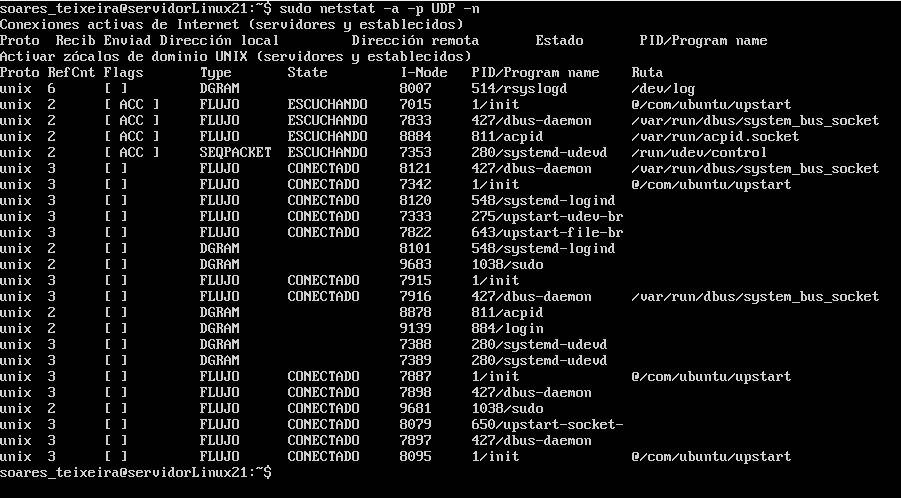 soares_teixeira@servidorLinux21:~$ sudo netstat -a -p UDP -n
Conexiones activas de Internet (servidores y establecidos)
Proto  Recib Enviad Dirección local         Dirección remota       Estado       PID/Program name
Activar zócalos de dominio UNIX (servidores y establecidos)
Proto RefCnt Flags       Type       State         I-Node   PID/Program name    Ruta
unix  6      [ ]         DGRAM                    8007     514/rsyslogd        /dev/log
unix  2      [ ACC ]     FLUJO      ESCUCHANDO    7015     1/init              @/com/ubuntu/upstart
unix  2      [ ACC ]     FLUJO      ESCUCHANDO    7833     427/dbus-daemon     /var/run/dbus/system_bus_socket
unix  2      [ ACC ]     FLUJO      ESCUCHANDO    8884     811/acpid           /var/run/acpid.socket
unix  2      [ ACC ]     SEQPACKET  ESCUCHANDO    7353     280/systemd-udevd   /run/udev/control
unix  3      [ ]         FLUJO      CONECTADO     8121     427/dbus-daemon     /var/run/dbus/system_bus_socket
unix  3      [ ]         FLUJO      CONECTADO     7342     1/init              @/com/ubuntu/upstart
unix  3      [ ]         FLUJO      CONECTADO     8120     548/systemd-logind
unix  3      [ ]         FLUJO      CONECTADO     7333     275/upstart-udev-br
unix  3      [ ]         FLUJO      CONECTADO     7822     643/upstart-file-br
unix  2      [ ]         DGRAM                    8101     548/systemd-logind
unix  2      [ ]         DGRAM                    9683     1038/sudo
unix  3      [ ]         FLUJO      CONECTADO     7915     1/init
unix  3      [ ]         FLUJO      CONECTADO     7916     427/dbus-daemon     /var/run/dbus/system_bus_socket
unix  2      [ ]         DGRAM                    8878     811/acpid
unix  2      [ ]         DGRAM                    9139     884/login
unix  3      [ ]         DGRAM                    7388     280/systemd-udevd
unix  3      [ ]         DGRAM                    7389     280/systemd-udevd
unix  3      [ ]         FLUJO      CONECTADO     7887     1/init              @/com/ubuntu/upstart
unix  3      [ ]         FLUJO      CONECTADO     7898     427/dbus-daemon
unix  2      [ ]         FLUJO      CONECTADO     9681     1038/sudo
unix  3      [ ]         FLUJO      CONECTADO     8079     650/upstart-socket-
unix  3      [ ]         FLUJO      CONECTADO     7897     427/dbus-daemon
unix  3      [ ]         FLUJO      CONECTADO     8095     1/init              @/com/ubuntu/upstart
soares_teixeira@servidorLinux21:~$